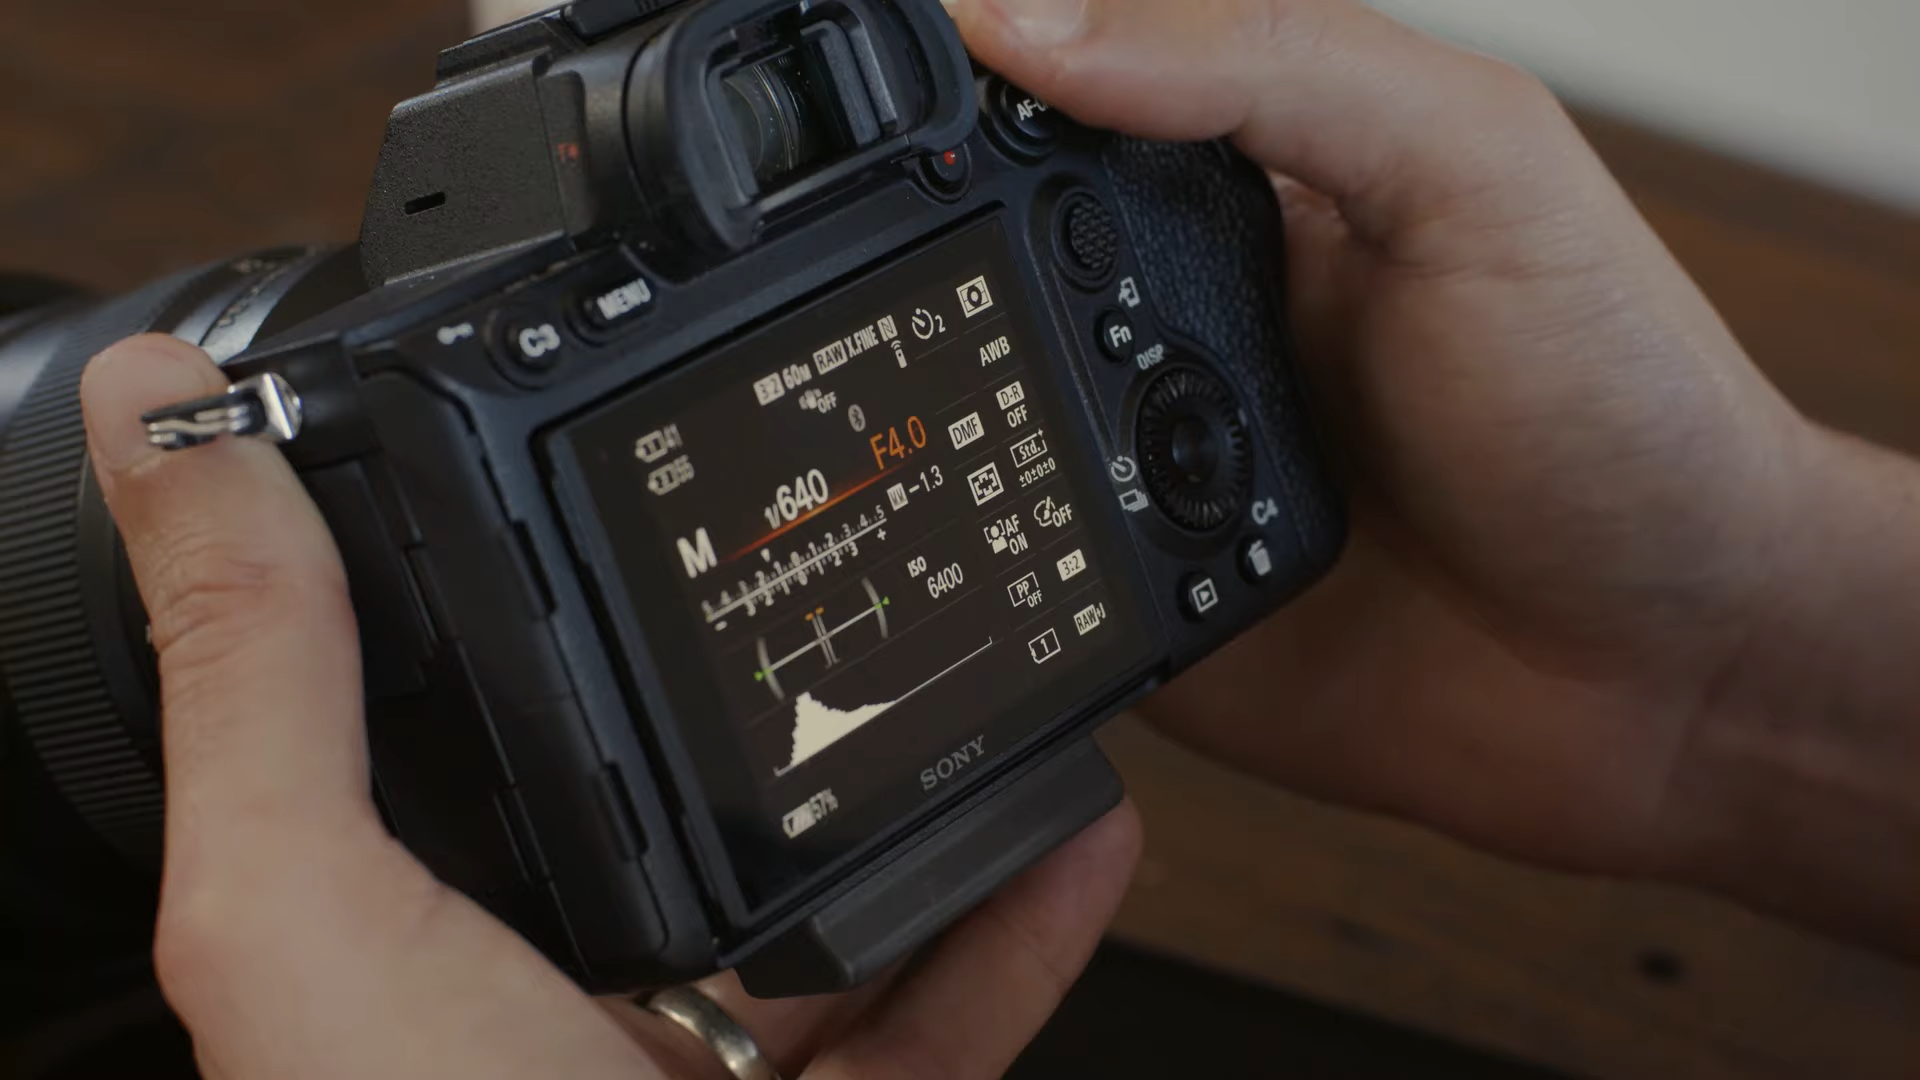 AF-
C3 MENU
Fn
DISP
C4
3:2 60M RAW X.FINE N
2
OFF
AWB
41
55
D-R
OFF
DMF
F4.0
M 1/640
-1.3
Std.
±0±0±0
5 4 3 2 1 0 1 2 3 4 5
AF
ON
OFF
ISO
6400
PP
OFF
3:2
1
RAW+J
57%
SONY